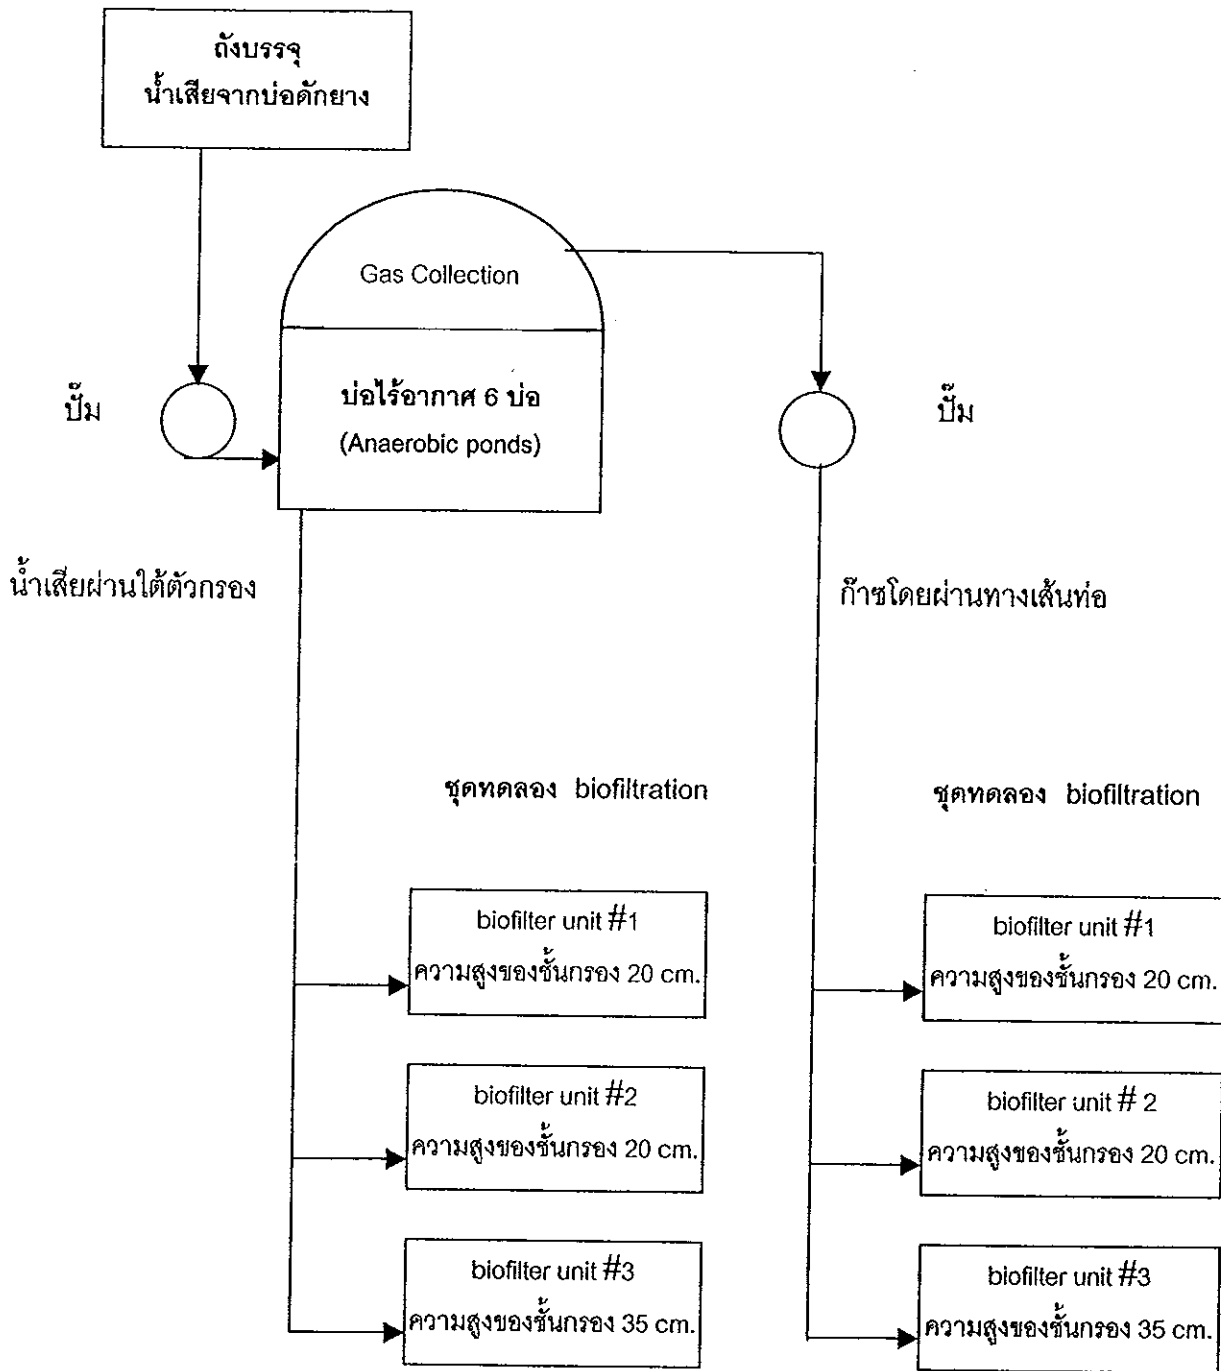 ถังบรรจุ
น้ำเสียจากบ่อดักยาง
Gas Collection
บ่อไร้อากาศ 6 บ่อ
(Anaerobic ponds)
ปั๊ม
ปั๊ม
น้ำเสียผ่านใต้ตัวกรอง
ก๊าซโดยผ่านทางเส้นท่อ
ชุดทดลอง biofiltration
biofilter unit #1
ความสูงของชั้นกรอง 20 cm.
biofilter unit #2
ความสูงของชั้นกรอง 20 cm.
biofilter unit #3
ความสูงของชั้นกรอง 35 cm.
ชุดทดลอง biofiltration
biofilter unit #1
ความสูงของชั้นกรอง 20 cm.
biofilter unit # 2
ความสูงของชั้นกรอง 20 cm.
biofilter unit #3
ความสูงของชั้นกรอง 35 cm.